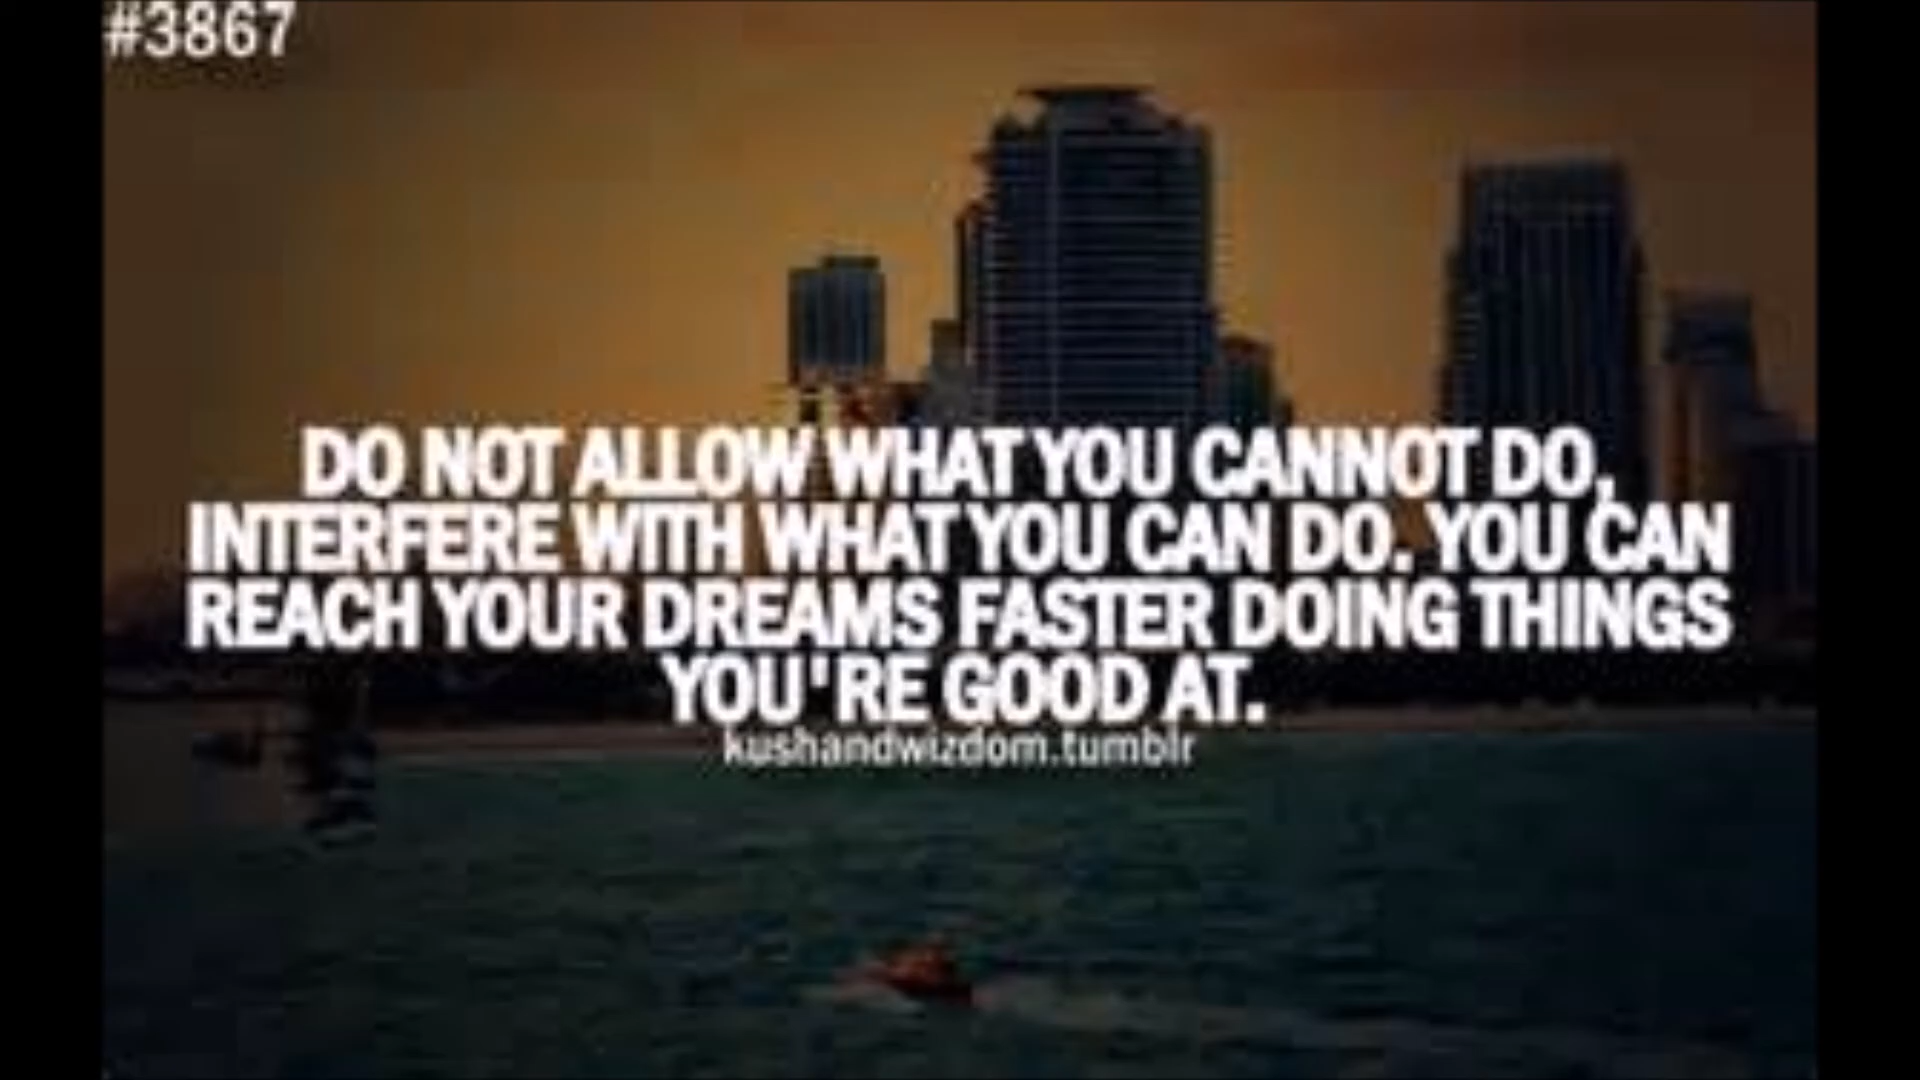 #3867
DO NOT ALLOW WHAT YOU CANNOT DO,
INTERFERE WITH WHAT YOU CAN DO. YOU CAN
REACH YOUR DREAMS FASTER DOING THINGS
YOU'RE GOOD AT.
kushandwizdom.tumblr